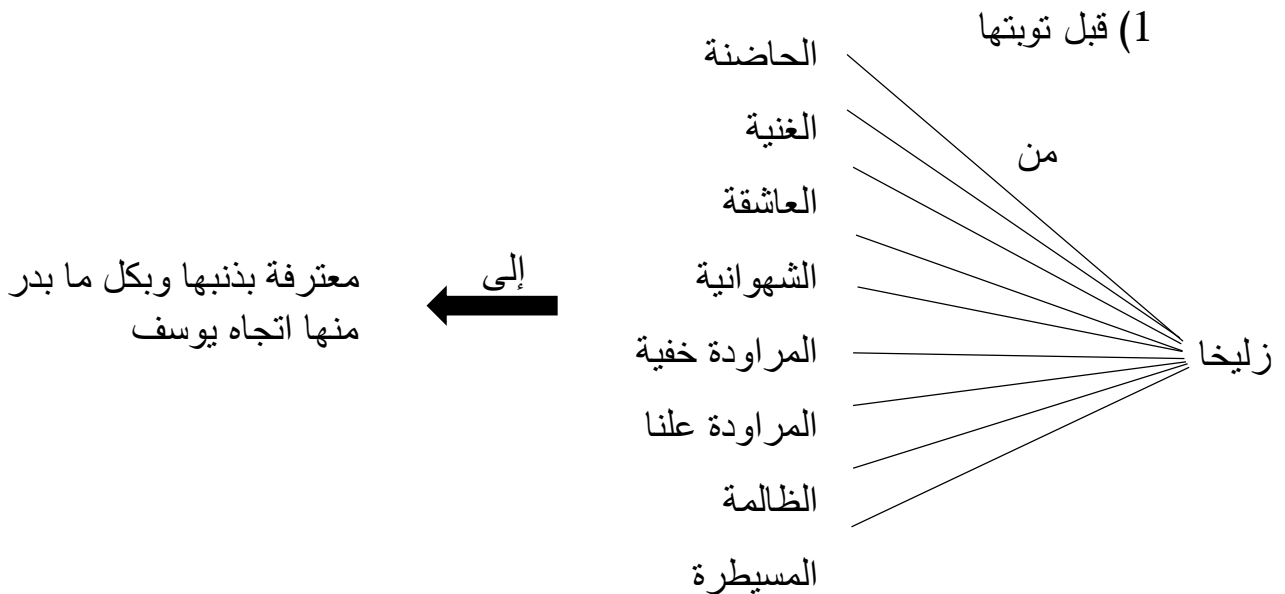 1) قبل توبتها
زليخا
من
الحاضنة
الغنية
العاشقة
الشهوانية
المراودة خفية
المراودة علنا
الظالمة
المسيطرة
إلى
معترفة بذنبها وبكل ما بدر
منها اتجاه يوسف